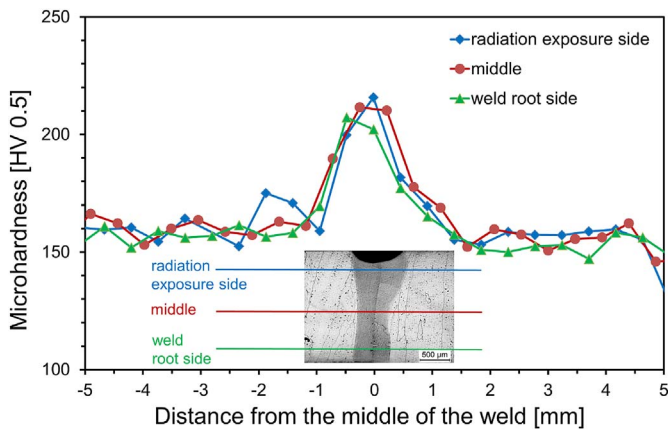 250
200
150
100
Microhardness [HV 0.5]
radiation exposure side
middle
weld root side
radiation
exposure side
middle
weld
root side
500 µm
-5 -4 -3 -2 -1 0 1 2 3 4 5
Distance from the middle of the weld [mm]